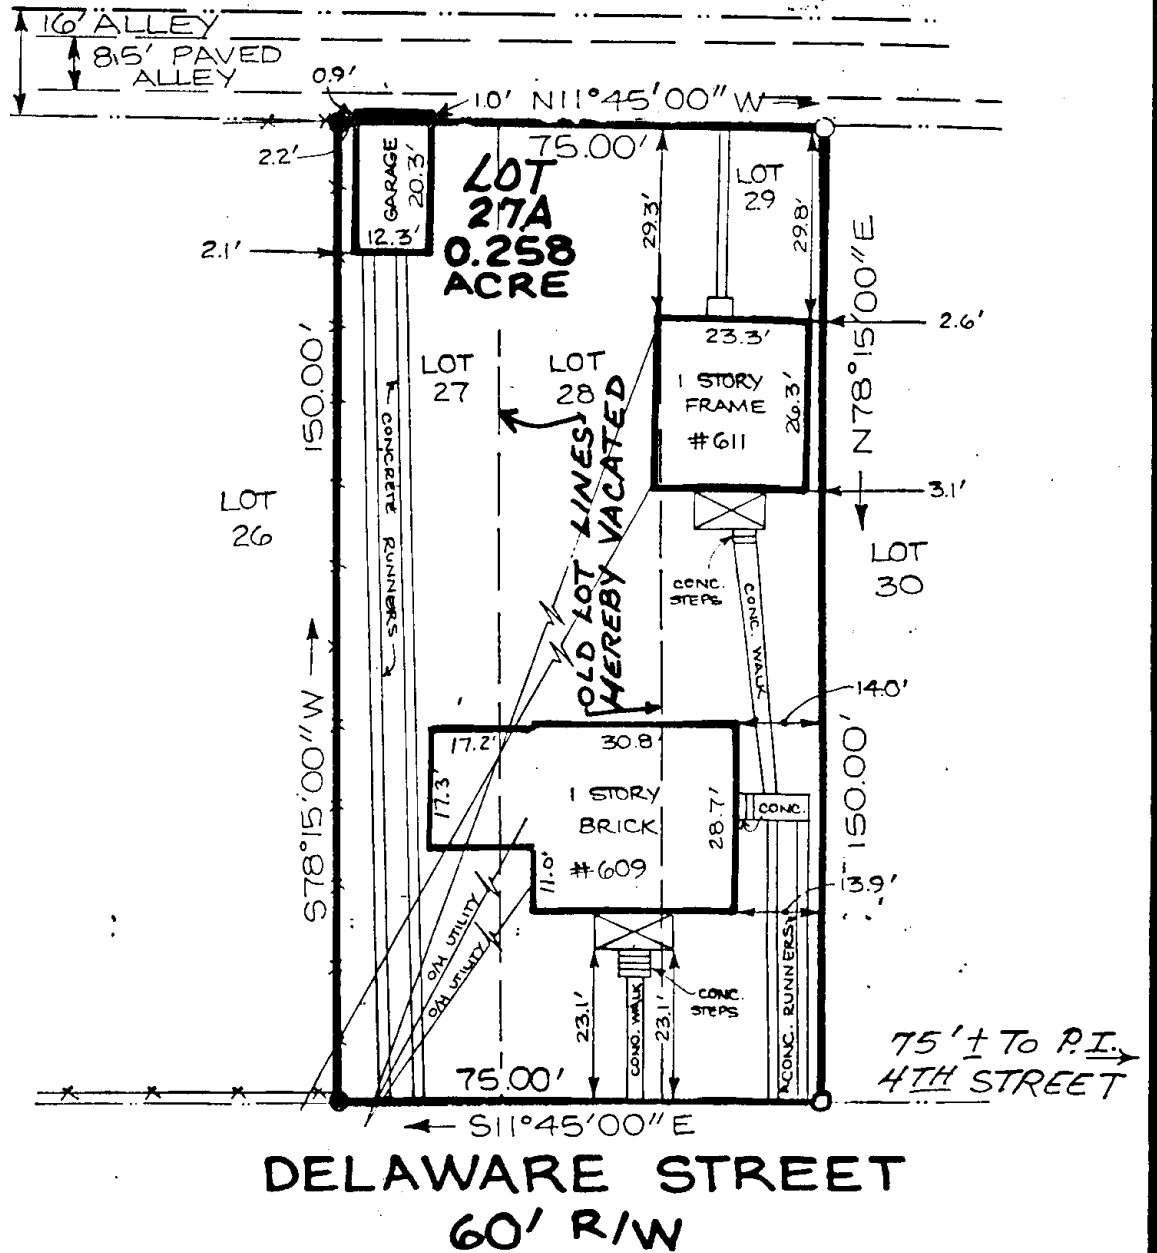 16' ALLEY
8.5' PAVED
ALLEY
0.9'
1.0'
N11°45'00"W
75.00'
2.2'
GARAGE
20.3'
12.3'
2.1'
LOT
27A
0.258
ACRE
LOT
29
29.3'
29.8'
N78°15'00"E
150.00'
2.6'
23.3'
1 STORY
FRAME
#611
26.3'
3.1'
LOT
27
LOT
28
OLD LOT LINES
HEREBY VACATED
CONCRETE RUNNERS
LOT
26
LOT
30
CONC.
STEPS
CONC. WALK
S78°15'00"W
150.00'
14.0'
17.2'
30.8'
17.3'
1 STORY
BRICK
#609
28.7'
11.0'
CONC.
13.9'
O/H UTILITY
O/H UTILITY
23.1'
CONC. WALK
23.1'
CONC.
STEPS
CONC. RUNNERS
75' ± TO P.I.
4TH STREET
75.00'
S11°45'00"E
DELAWARE STREET
60' R/W